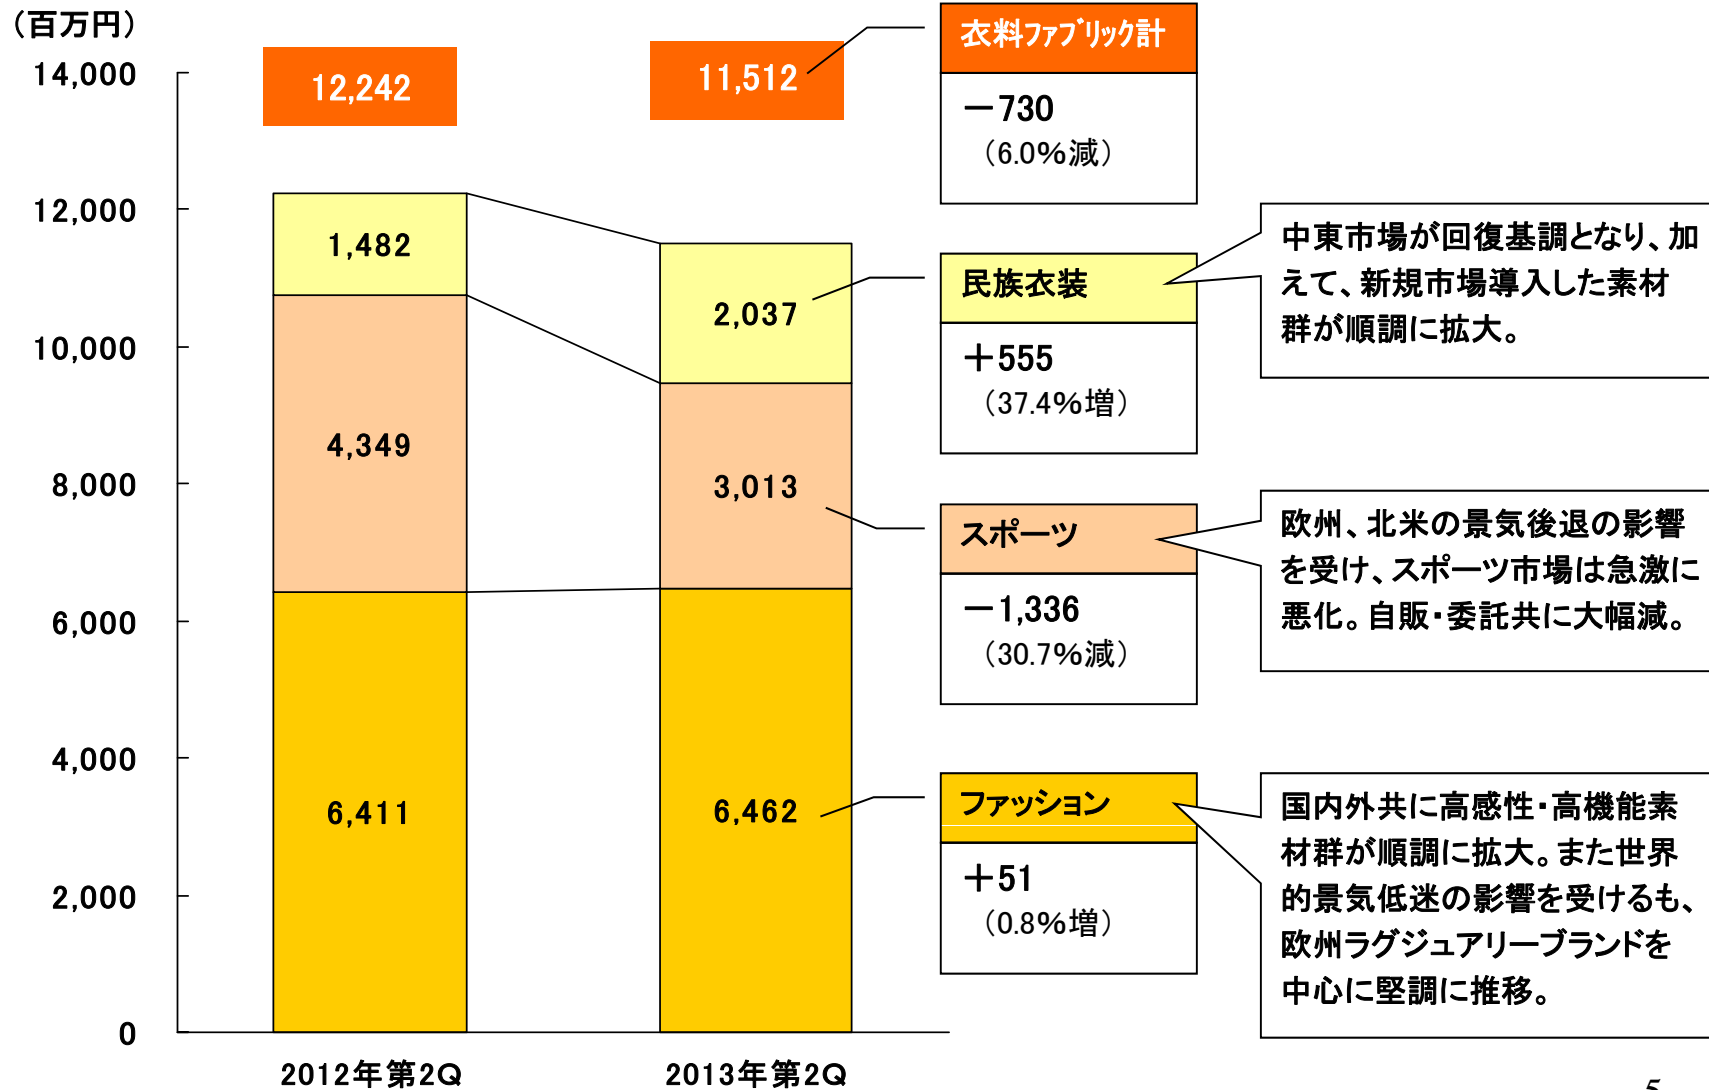 （百万円）
14,000
12,000
10,000
8,000
6,000
4,000
2,000
0
12,242
11,512
1,482
4,349
6,411
2,037
3,013
6,462
2012年第2Q
2013年第2Q
衣料ファブリック計
－730
（6.0%減）
民族衣装
＋555
（37.4%増）
中東市場が回復基調となり、加
えて、新規市場導入した素材
群が順調に拡大。
スポーツ
－1,336
（30.7%減）
欧州、北米の景気後退の影響
を受け、スポーツ市場は急激に
悪化。自販・委託共に大幅減。
ファッション
＋51
（0.8%増）
国内外共に高感性・高機能素
材群が順調に拡大。また世界
的景気低迷の影響を受けるも、
欧州ラグジュアリーブランドを
中心に堅調に推移。